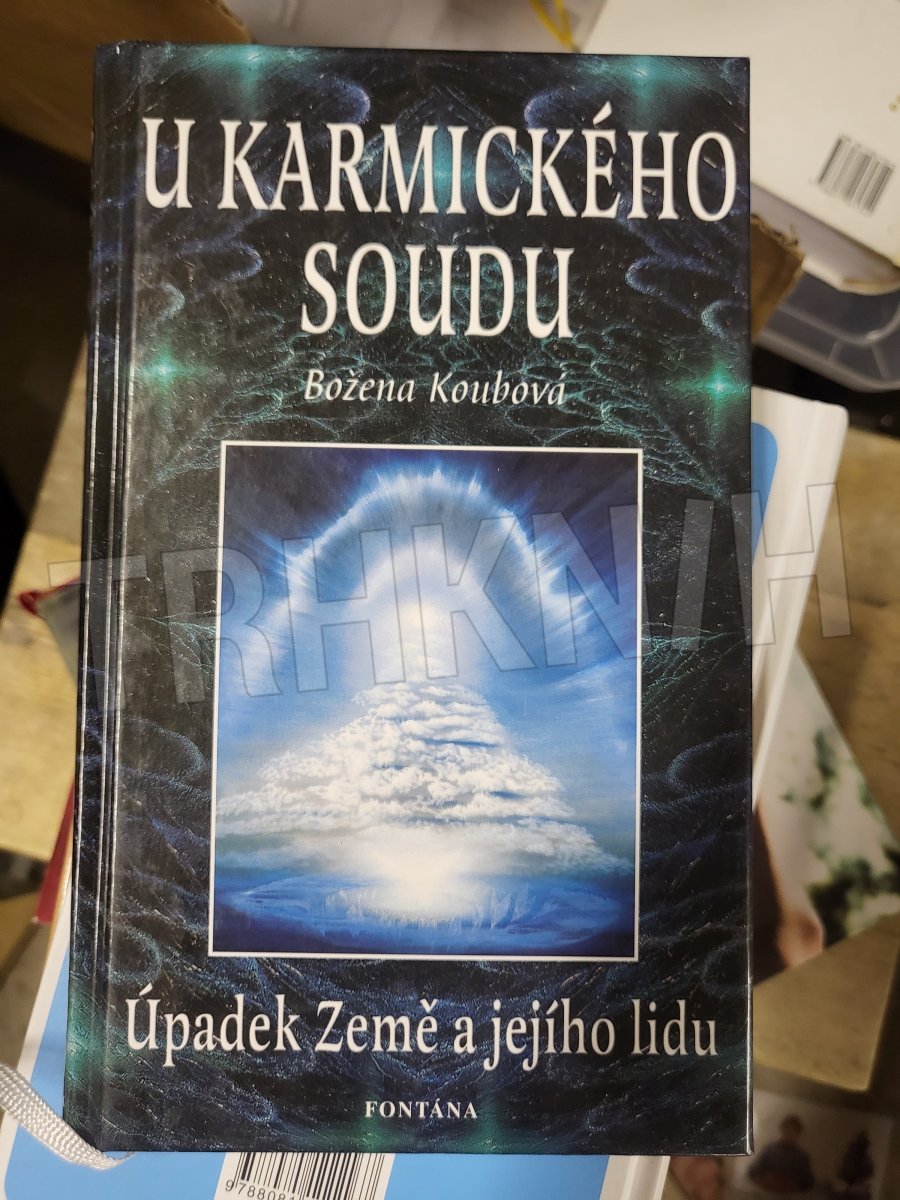 U KARMICKÉHO
SOUDU
Božena Koubová
TRHKNIH
Úpadek Země a jejího lidu
FONTÁNA